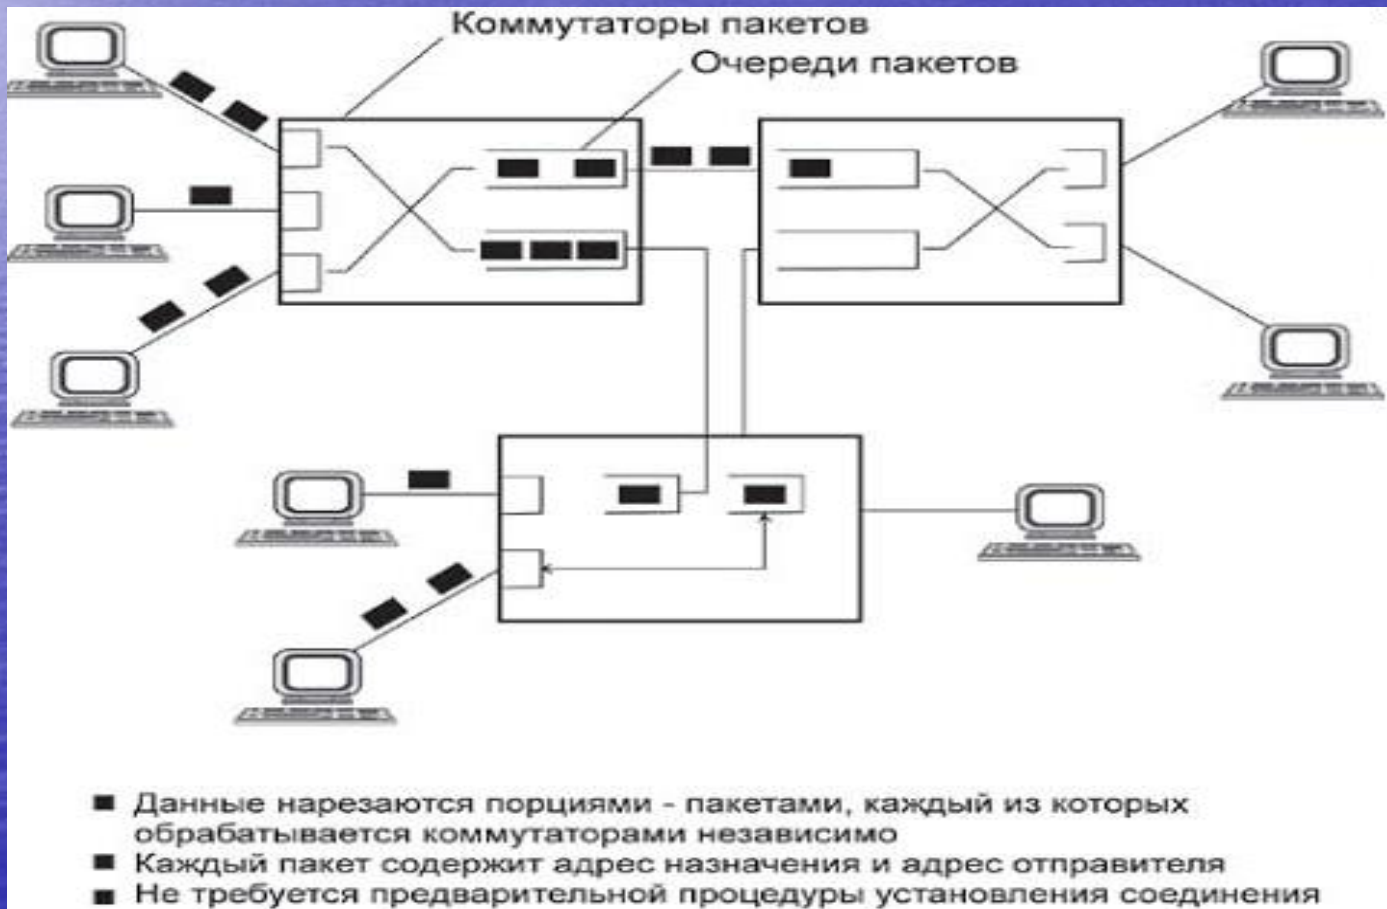 Коммутаторы пакетов
Очереди пакетов
■ Данные нарезаются порциями - пакетами, каждый из которых
обрабатывается коммутаторами независимо
■ Каждый пакет содержит адрес назначения и адрес отправителя
■ Не требуется предварительной процедуры установления соединения